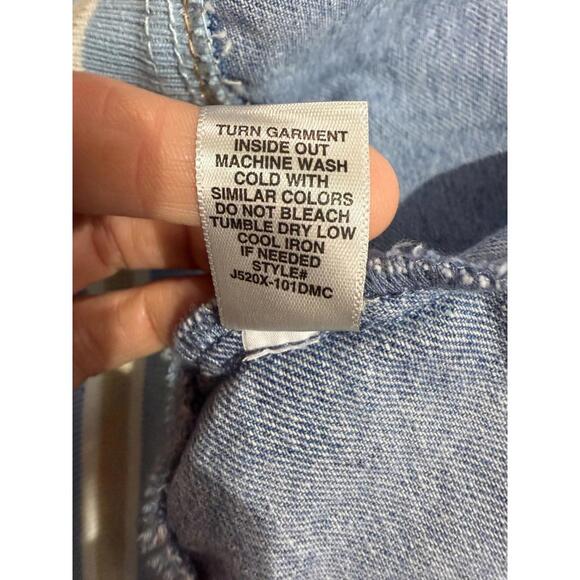 TURN GARMENT
INSIDE OUT
MACHINE WASH
COLD WITH
SIMILAR COLORS
DO NOT BLEACH
TUMBLE DRY LOW
COOL IRON
IF NEEDED
STYLE#
J520X-101DMC